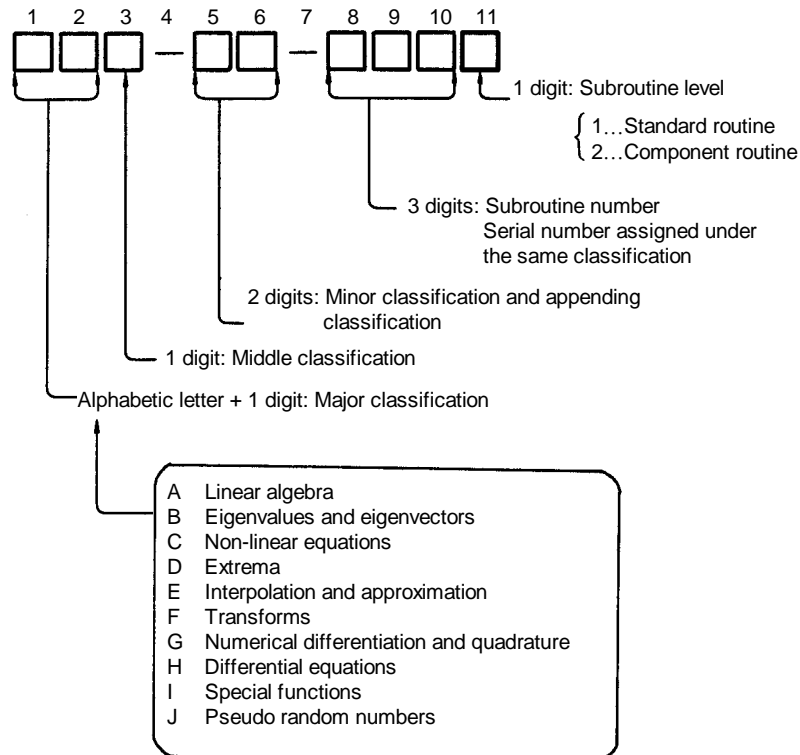 1 2 3 4 5 6 7 8 9 10 11
— —
1 digit: Subroutine level
1…Standard routine
2…Component routine
3 digits: Subroutine number
Serial number assigned under
the same classification
2 digits: Minor classification and appending
classification
1 digit: Middle classification
Alphabetic letter + 1 digit: Major classification
A Linear algebra
B Eigenvalues and eigenvectors
C Non-linear equations
D Extrema
E Interpolation and approximation
F Transforms
G Numerical differentiation and quadrature
H Differential equations
I Special functions
J Pseudo random numbers